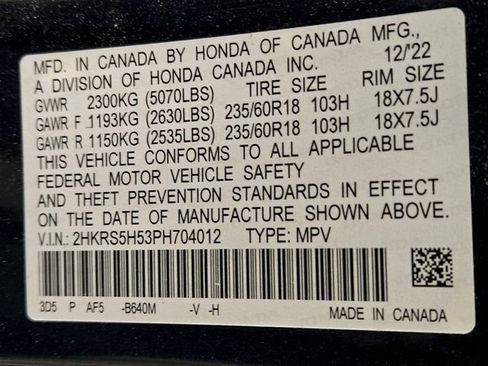 MFD. IN CANADA BY HONDA OF CANADA MFG.,
A DIVISION OF HONDA CANADA INC. 12/'22
GVWR 2300KG (5070LBS) TIRE SIZE RIM SIZE
GAWR F 1193KG (2630LBS) 235/60R18 103H 18X7.5J
GAWR R 1150KG (2535LBS) 235/60R18 103H 18X7.5J
THIS VEHICLE CONFORMS TO ALL APPLICABLE
FEDERAL MOTOR VEHICLE SAFETY
AND THEFT PREVENTION STANDARDS IN EFFECT
ON THE DATE OF MANUFACTURE SHOWN ABOVE.
V.I.N.: 2HKRS5H53PH704012 TYPE: MPV
3D5 P AF5 -B640M -V -H MADE IN CANADA